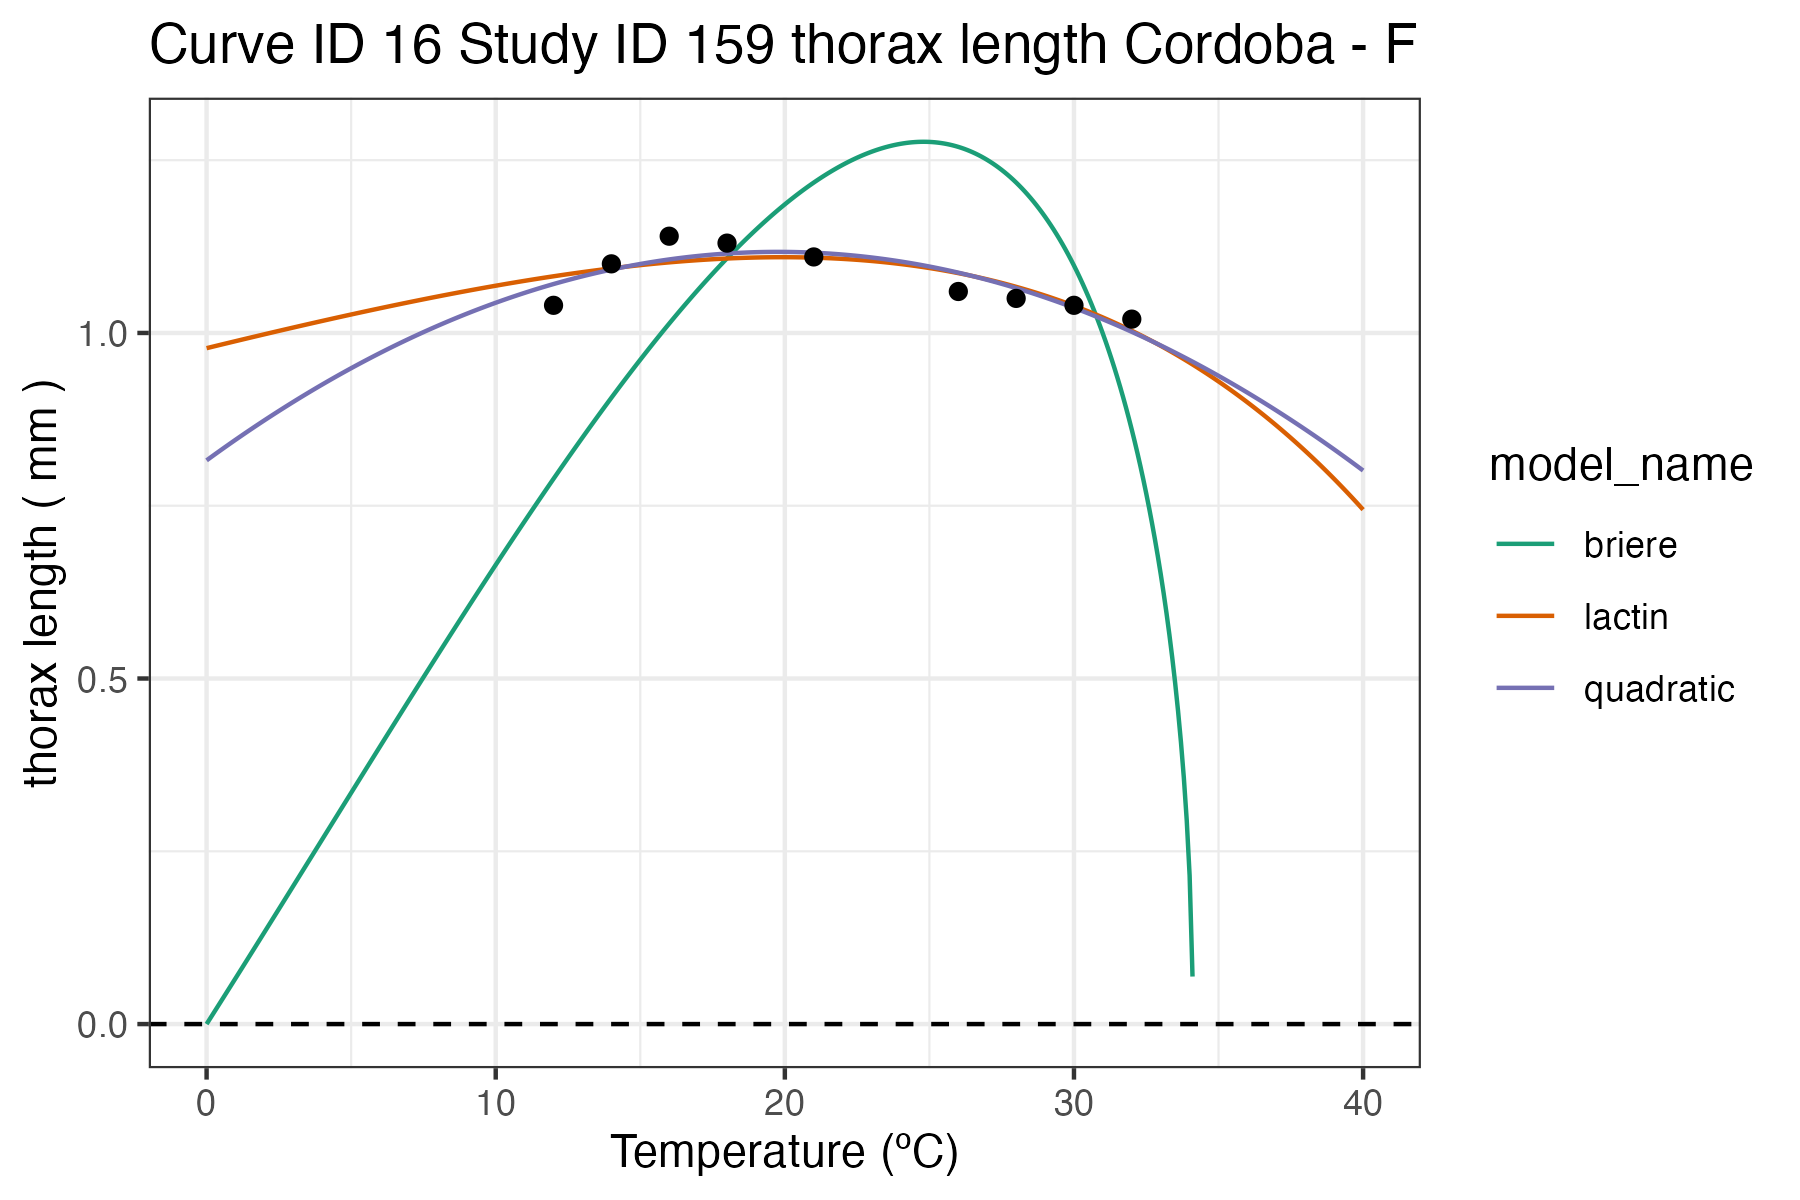 Curve ID 16 Study ID 159 thorax length Cordoba - F
thorax length ( mm )
1.0
0.5
0.0
0
10
20
30
40
Temperature (ºC)
model_name
briere
lactin
quadratic